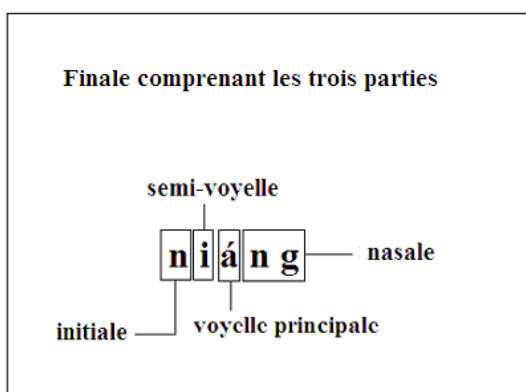 Finale comprenant les trois parties
semi-voyelle
n i á n g
nasale
initiale
voyelle principale